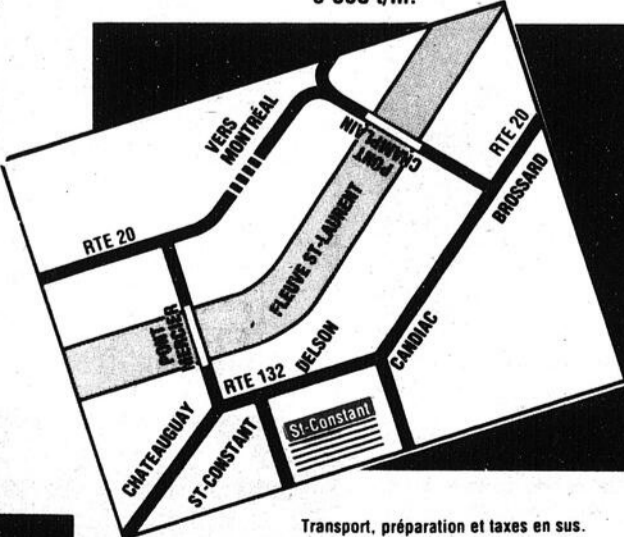 VERS
MONTRÉAL
PONT
CHAMPLAIN
RTE 20
BROSSARD
RTE 20
FLEUVE ST-LAURENT
PONT
MERCIER
RTE 132
DELSON
CANDIAC
CHATEAUGUAY
ST-CONSTANT
St-Constant
Transport, préparation et taxes en sus.